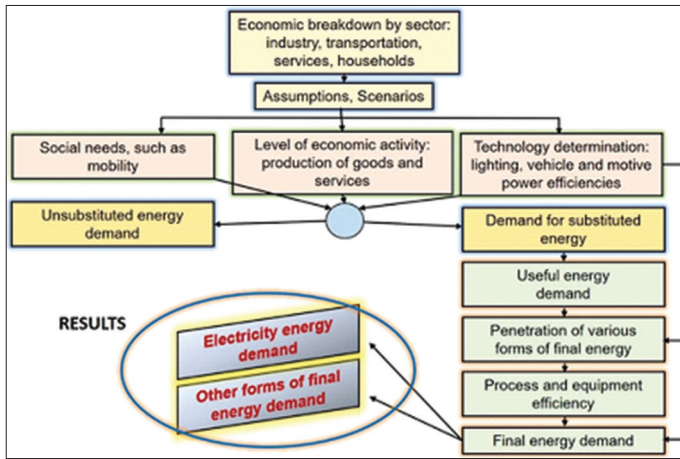 Economic breakdown by sector:
industry, transportation,
services, households
Assumptions, Scenarios
Social needs, such as
mobility
Level of economic activity:
production of goods and
services
Technology determination:
lighting, vehicle and motive
power efficiencies
Unsubstituted energy
demand
Demand for substituted
energy
Useful energy
demand
Penetration of various
forms of final energy
Process and equipment
efficiency
Final energy demand
RESULTS
Electricity energy
demand
Other forms of final
energy demand